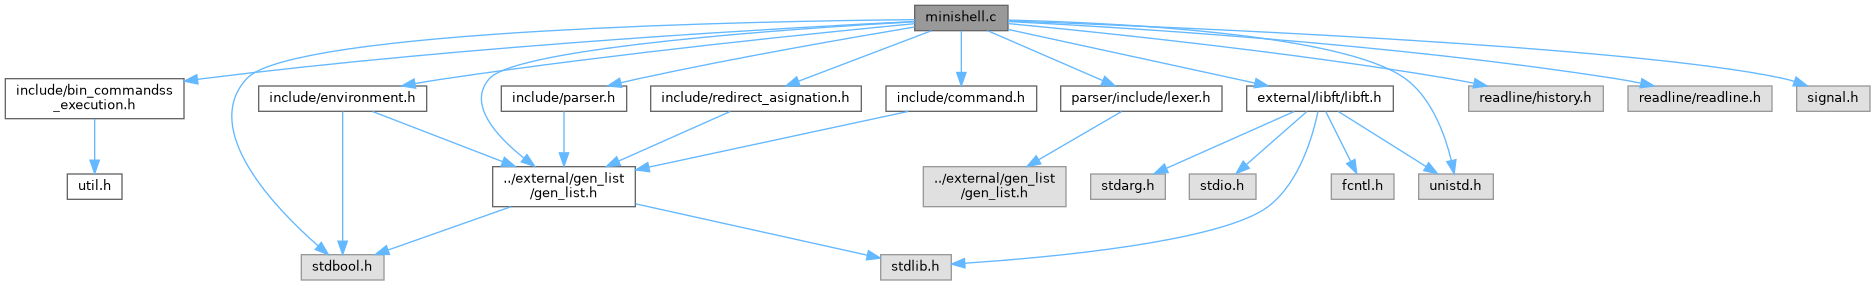 minishell.c
include/bin_commandss
_execution.h
include/environment.h
include/parser.h
include/redirect_asignation.h
include/command.h
parser/include/lexer.h
external/libft/libft.h
readline/history.h
readline/readline.h
signal.h
util.h
../external/gen_list
/gen_list.h
../external/gen_list
/gen_list.h
stdarg.h
stdio.h
fcntl.h
unistd.h
stdbool.h
stdlib.h